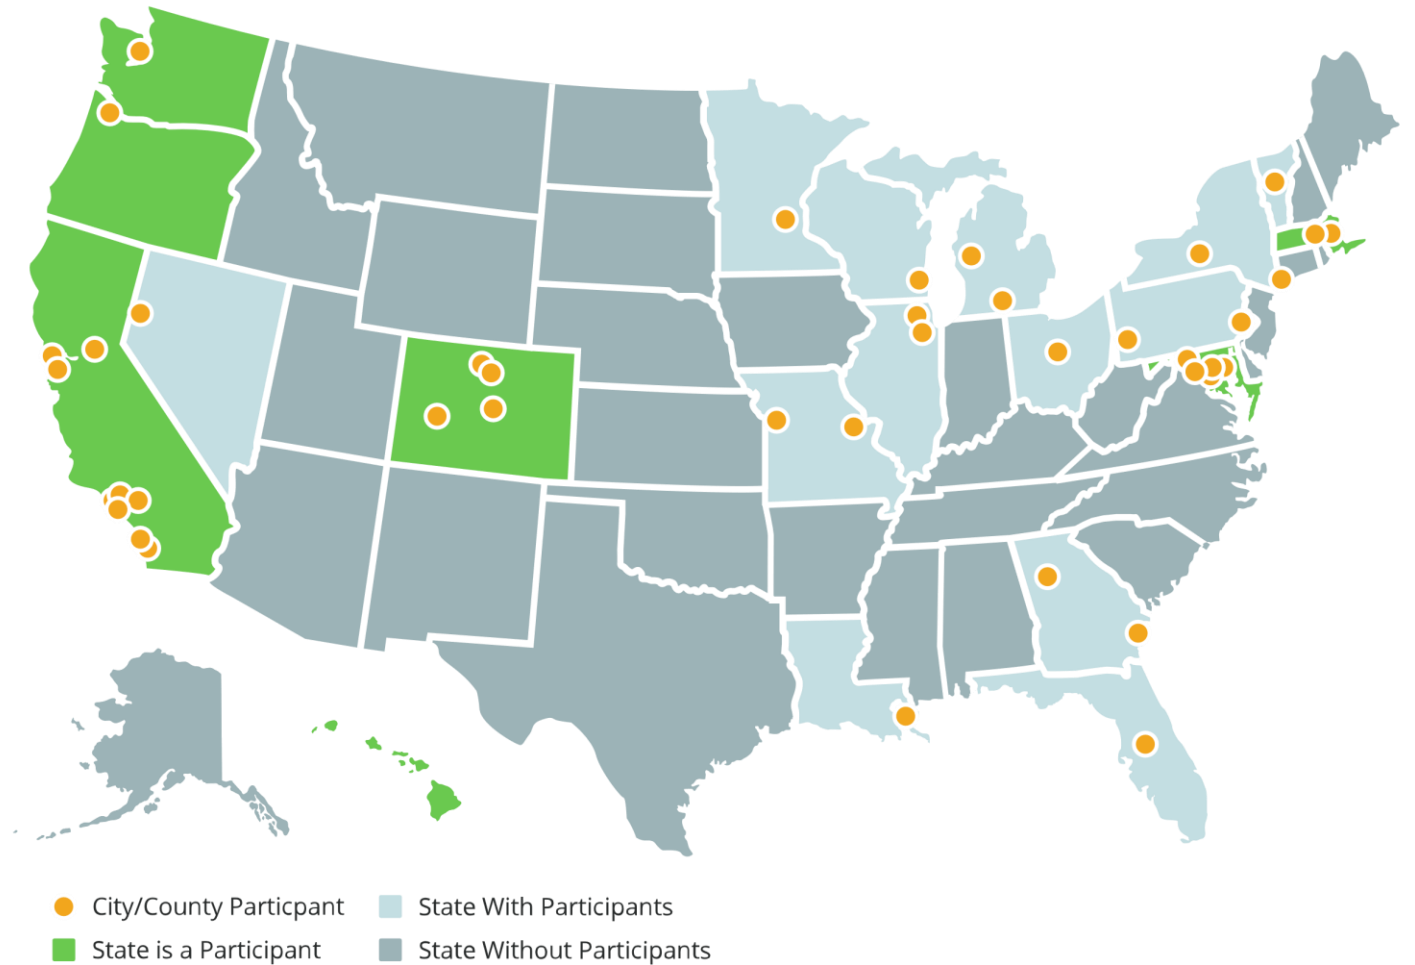 City/County Particpant
State With Participants
State is a Participant
State Without Participants